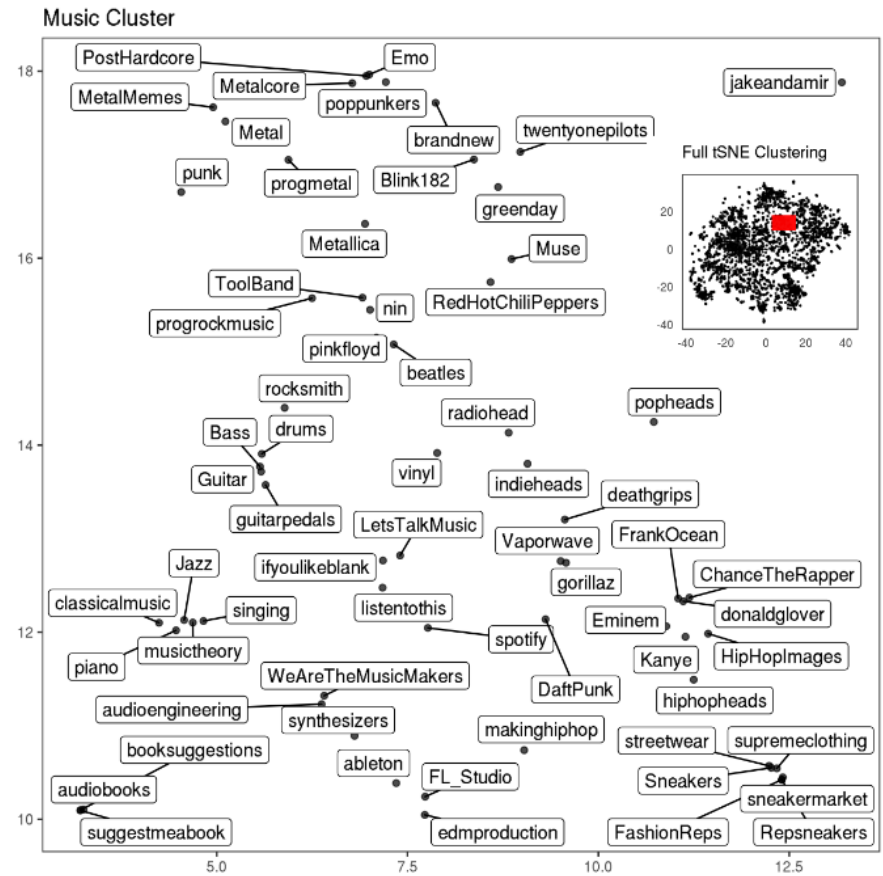 Music Cluster
PostHardcore
Emo
18
jakeandamir
Metalcore
MetalMemes
poppunkers
Metal
brandnew
twentyonepilots
Full tSNE Clustering
punk
progmetal
Blink182
greenday
20
Metallica
Muse
16
0
ToolBand
RedHotChiliPeppers
-20
nin
progrockmusic
-40
pinkfloyd
-40
-20
0
20
40
beatles
rocksmith
popheads
radiohead
Bass
drums
14
vinyl
Guitar
indieheads
deathgrips
guitarpedals
LetsTalkMusic
FrankOcean
Vaporwave
Jazz
ifyoulikeblank
ChanceTheRapper
gorillaz
classicalmusic
singing
listentothis
donaldglover
Eminem
12
spotify
musictheory
HipHopImages
Kanye
piano
WeAreTheMusicMakers
DaftPunk
hiphopheads
audioengineering
synthesizers
makinghiphop
streetwear
supremeclothing
booksuggestions
ableton
FL_Studio
Sneakers
audiobooks
sneakermarket
10
suggestmeabook
edmproduction
FashionReps
Repsneakers
5.0
7.5
10.0
12.5